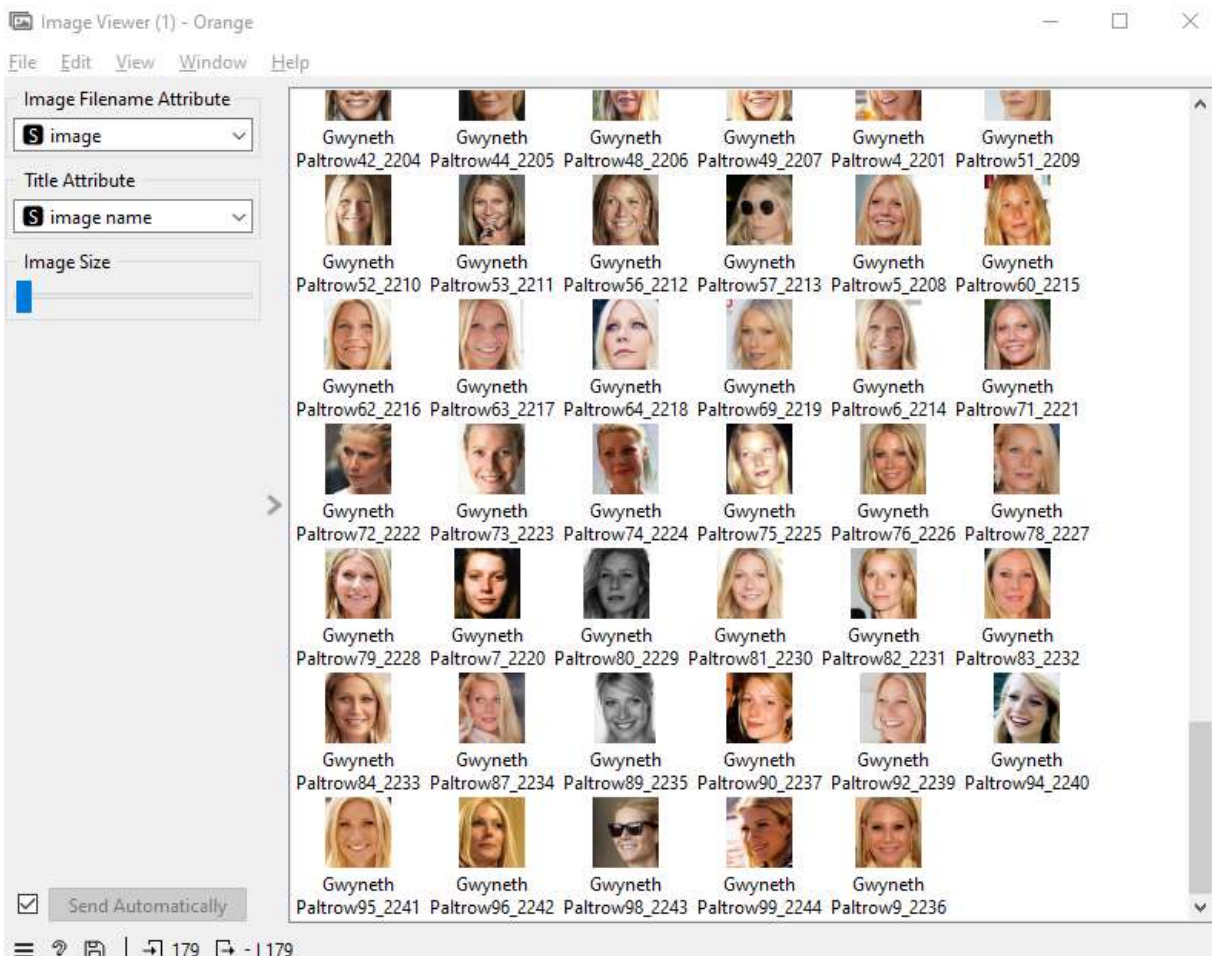 Image Viewer (1) - Orange
File Edit View Window Help
Image Filename Attribute
S image
Title Attribute
S image name
Image Size
Gwyneth Gwyneth Gwyneth Gwyneth Gwyneth Gwyneth
Paltrow42_2204 Paltrow44_2205 Paltrow48_2206 Paltrow49_2207 Paltrow4_2201 Paltrow51_2209
Gwyneth Gwyneth Gwyneth Gwyneth Gwyneth Gwyneth
Paltrow52_2210 Paltrow53_2211 Paltrow56_2212 Paltrow57_2213 Paltrow5_2208 Paltrow60_2215
Gwyneth Gwyneth Gwyneth Gwyneth Gwyneth Gwyneth
Paltrow62_2216 Paltrow63_2217 Paltrow64_2218 Paltrow69_2219 Paltrow6_2214 Paltrow71_2221
Gwyneth Gwyneth Gwyneth Gwyneth Gwyneth Gwyneth
Paltrow72_2222 Paltrow73_2223 Paltrow74_2224 Paltrow75_2225 Paltrow76_2226 Paltrow78_2227
Gwyneth Gwyneth Gwyneth Gwyneth Gwyneth Gwyneth
Paltrow79_2228 Paltrow7_2220 Paltrow80_2229 Paltrow81_2230 Paltrow82_2231 Paltrow83_2232
Gwyneth Gwyneth Gwyneth Gwyneth Gwyneth Gwyneth
Paltrow84_2233 Paltrow87_2234 Paltrow89_2235 Paltrow90_2237 Paltrow92_2239 Paltrow94_2240
Gwyneth Gwyneth Gwyneth Gwyneth Gwyneth
Paltrow95_2241 Paltrow96_2242 Paltrow98_2243 Paltrow99_2244 Paltrow9_2236
Send Automatically
? 179 - | 179